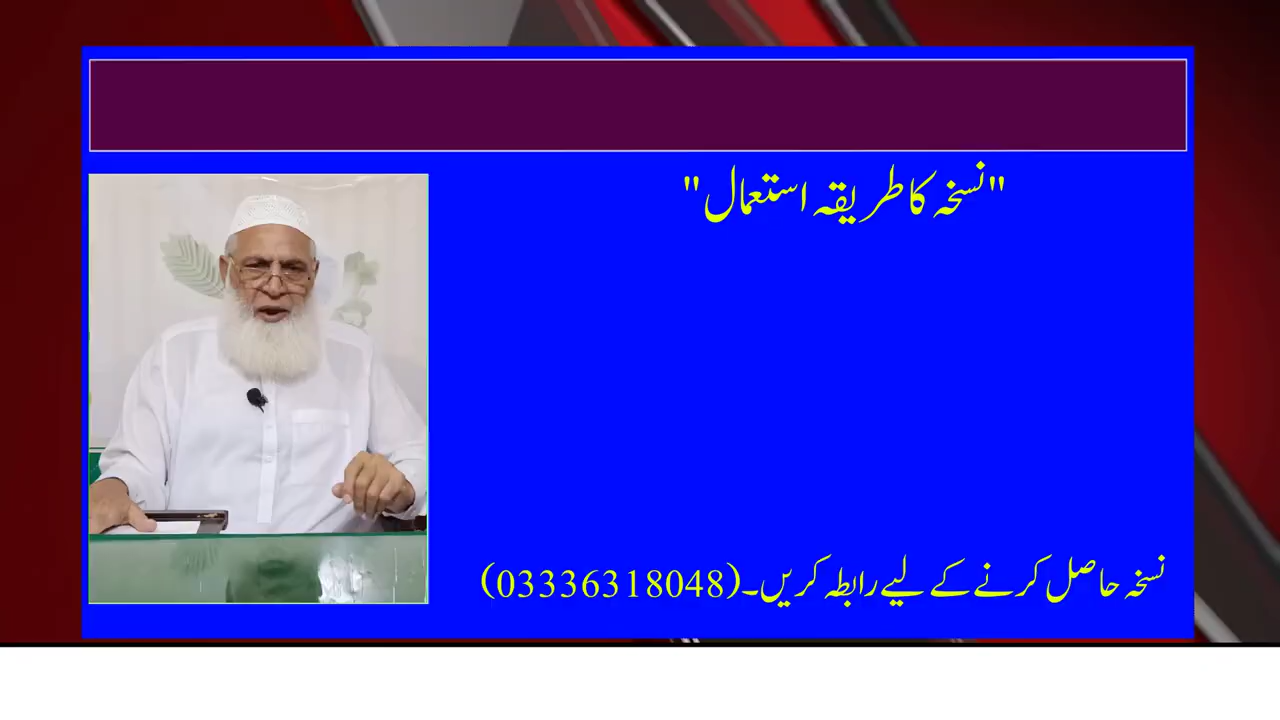 "نسخہ کا طریقہ استعمال"
نسخہ حاصل کرنے کے لیے رابطہ کریں۔(03336318048)